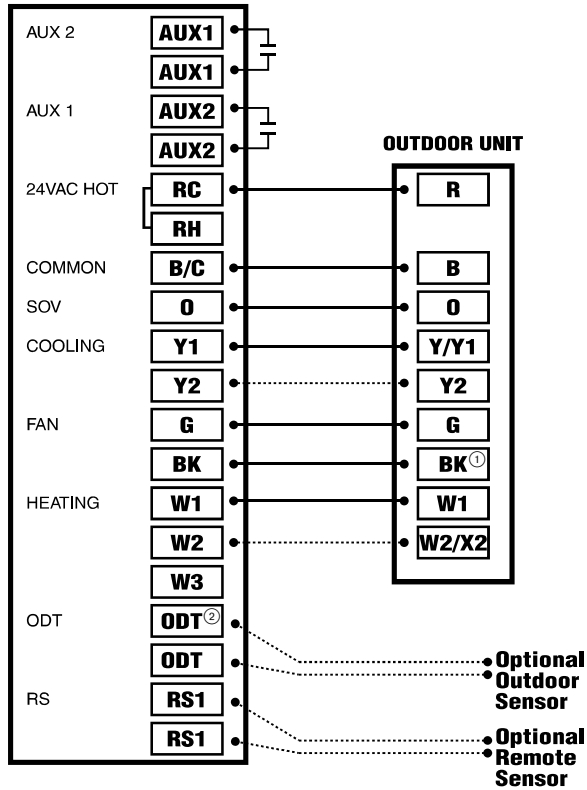 AUX 2 AUX1
AUX1
AUX 1 AUX2
AUX2
OUTDOOR UNIT
24VAC HOT RC R
RH
COMMON B/C B
SOV O O
COOLING Y1 Y/Y1
Y2 Y2
FAN G G
BK BK①
HEATING W1 W1
W2 W2/X2
W3
ODT ODT②
ODT
Optional
Outdoor
Sensor
RS RS1
RS1
Optional
Remote
Sensor